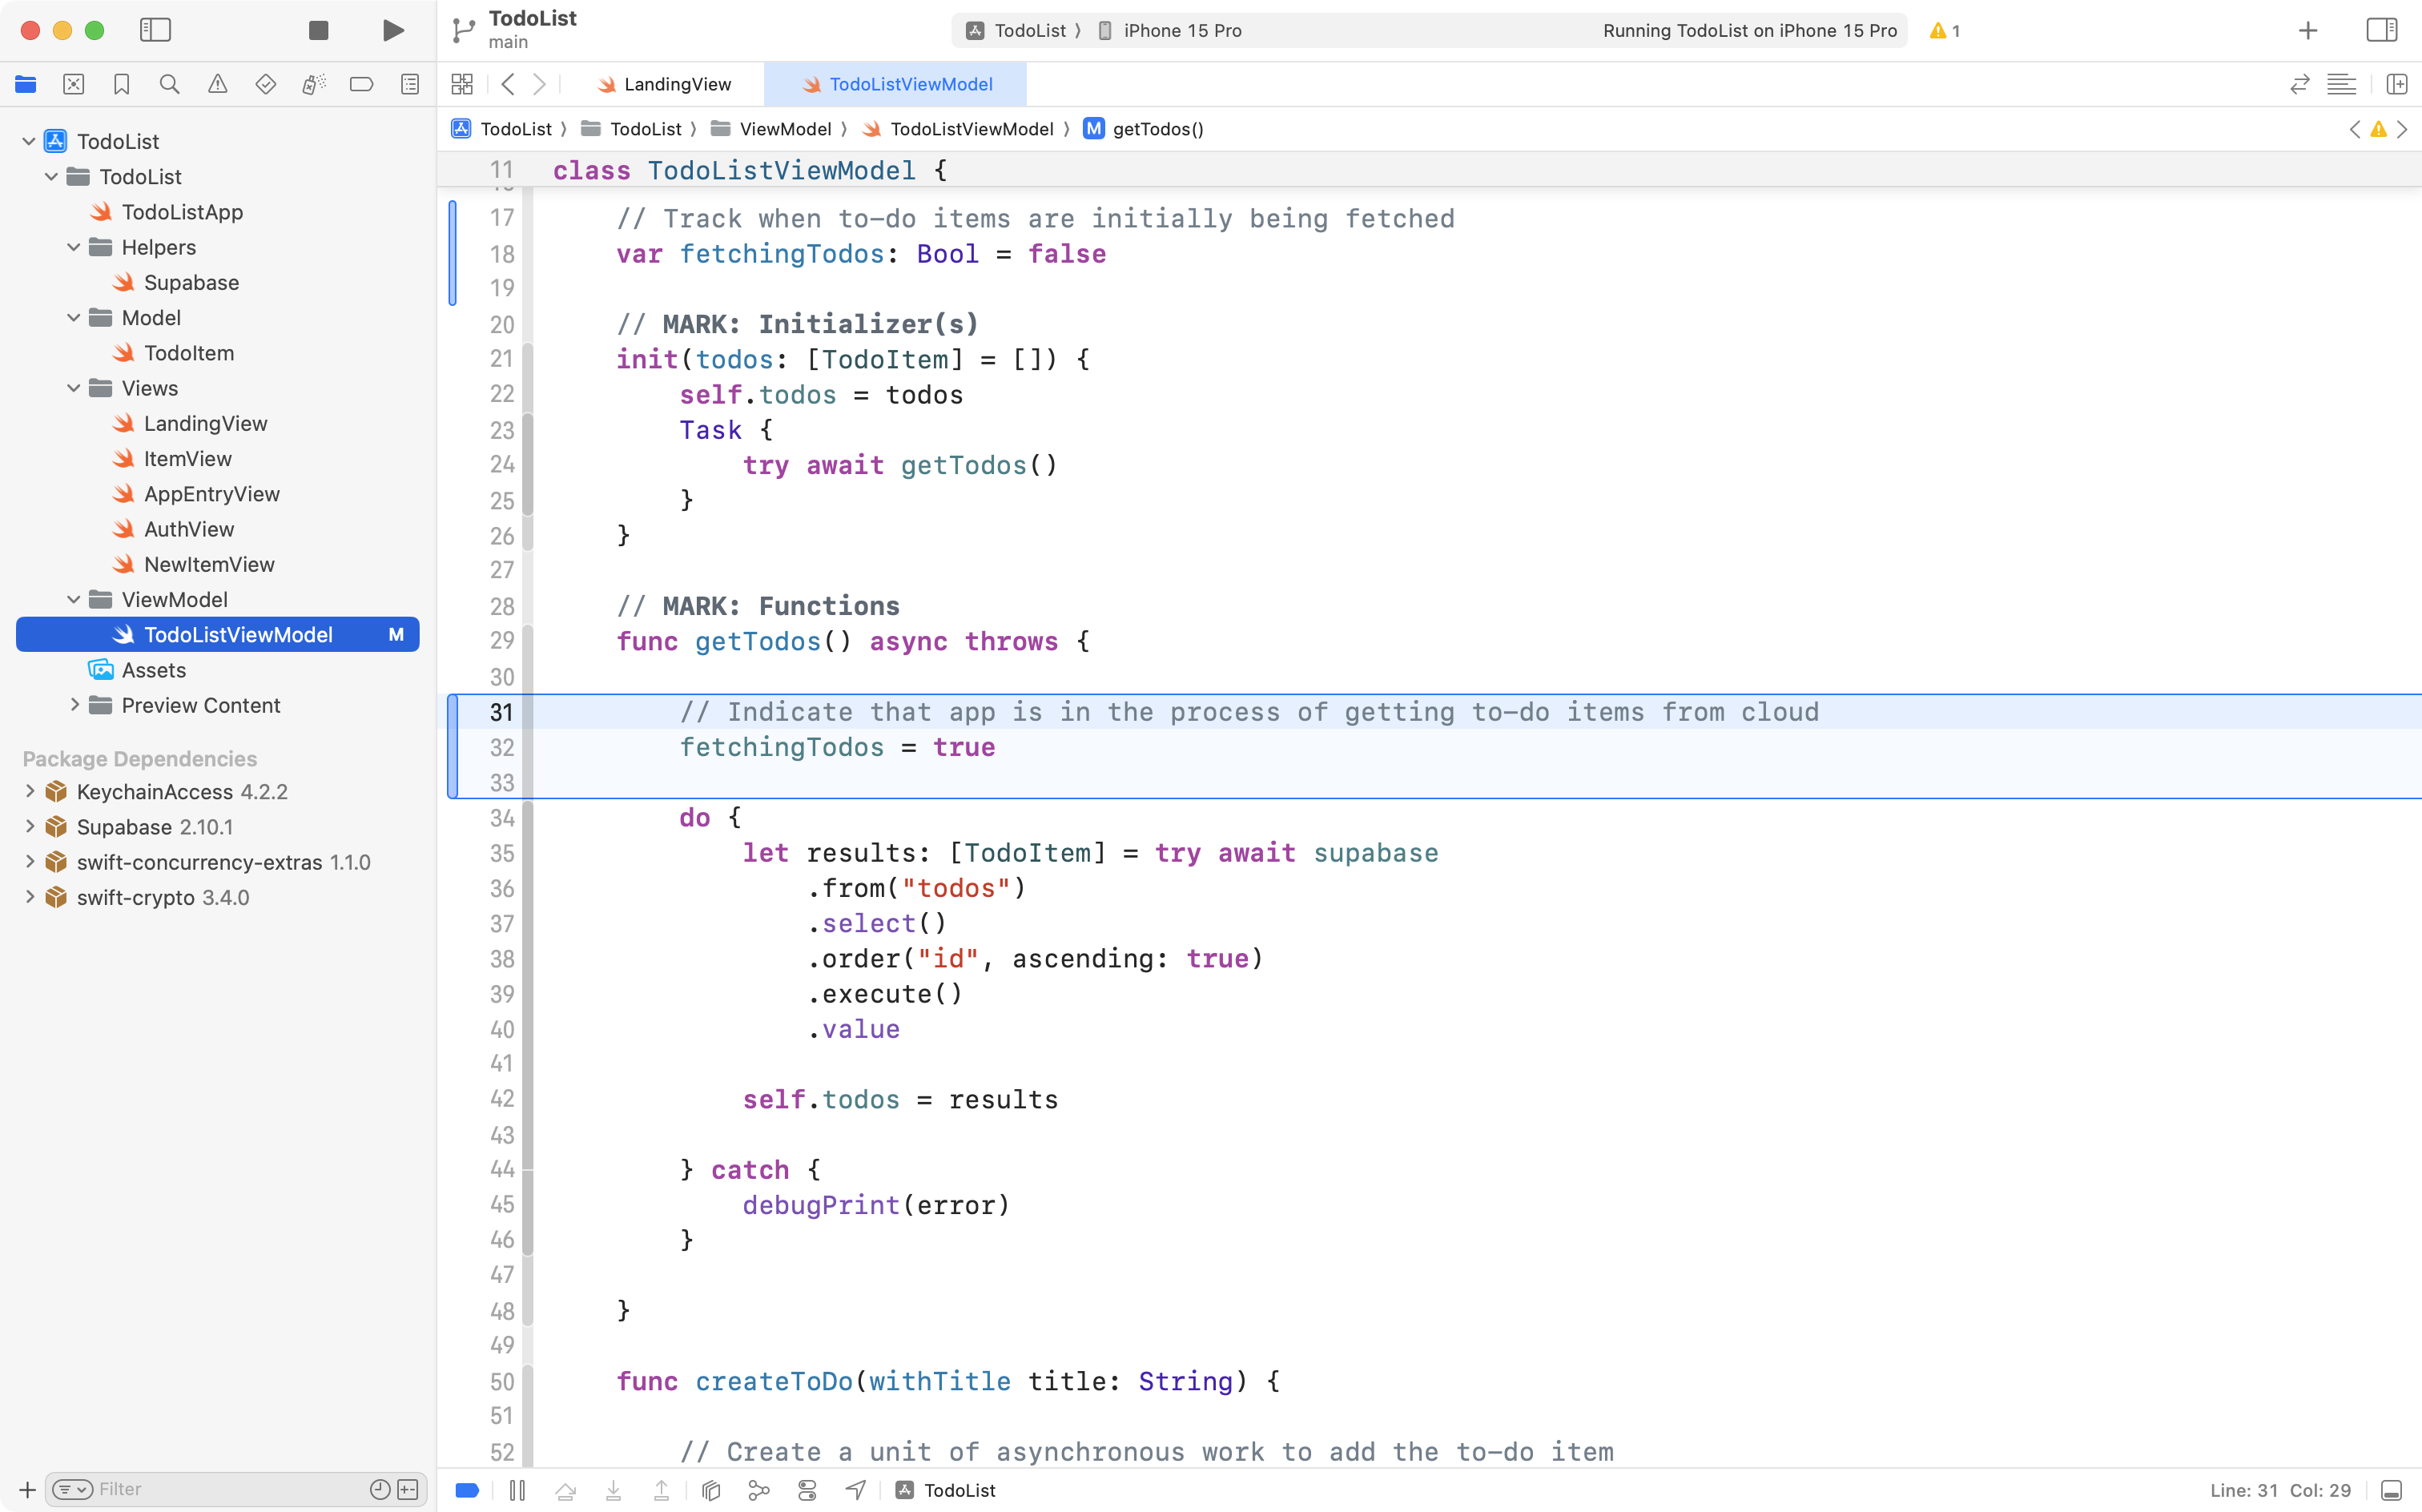 TodoList
main
TodoList 〉 iPhone 15 Pro
Running TodoList on iPhone 15 Pro
1
LandingView
TodoListViewModel
TodoList 〉 TodoList 〉 ViewModel 〉 TodoListViewModel 〉 M getTodos()
TodoList
TodoList
TodoListApp
Helpers
Supabase
Model
TodoItem
Views
LandingView
ItemView
AppEntryView
AuthView
NewItemView
ViewModel
TodoListViewModel M
Assets
Preview Content
Package Dependencies
KeychainAccess 4.2.2
Supabase 2.10.1
swift-concurrency-extras 1.1.0
swift-crypto 3.4.0
Filter
11 class TodoListViewModel {
17 // Track when to-do items are initially being fetched
18 var fetchingTodos: Bool = false
19
20 // MARK: Initializer(s)
21 init(todos: [TodoItem] = []) {
22 self.todos = todos
23 Task {
24 try await getTodos()
25 }
26 }
27
28 // MARK: Functions
29 func getTodos() async throws {
30
31 // Indicate that app is in the process of getting to-do items from cloud
32 fetchingTodos = true
33
34 do {
35 let results: [TodoItem] = try await supabase
36 .from("todos")
37 .select()
38 .order("id", ascending: true)
39 .execute()
40 .value
41
42 self.todos = results
43
44 } catch {
45 debugPrint(error)
46 }
47
48 }
49
50 func createToDo(withTitle title: String) {
51
52 // Create a unit of asynchronous work to add the to-do item
TodoList
Line: 31 Col: 29